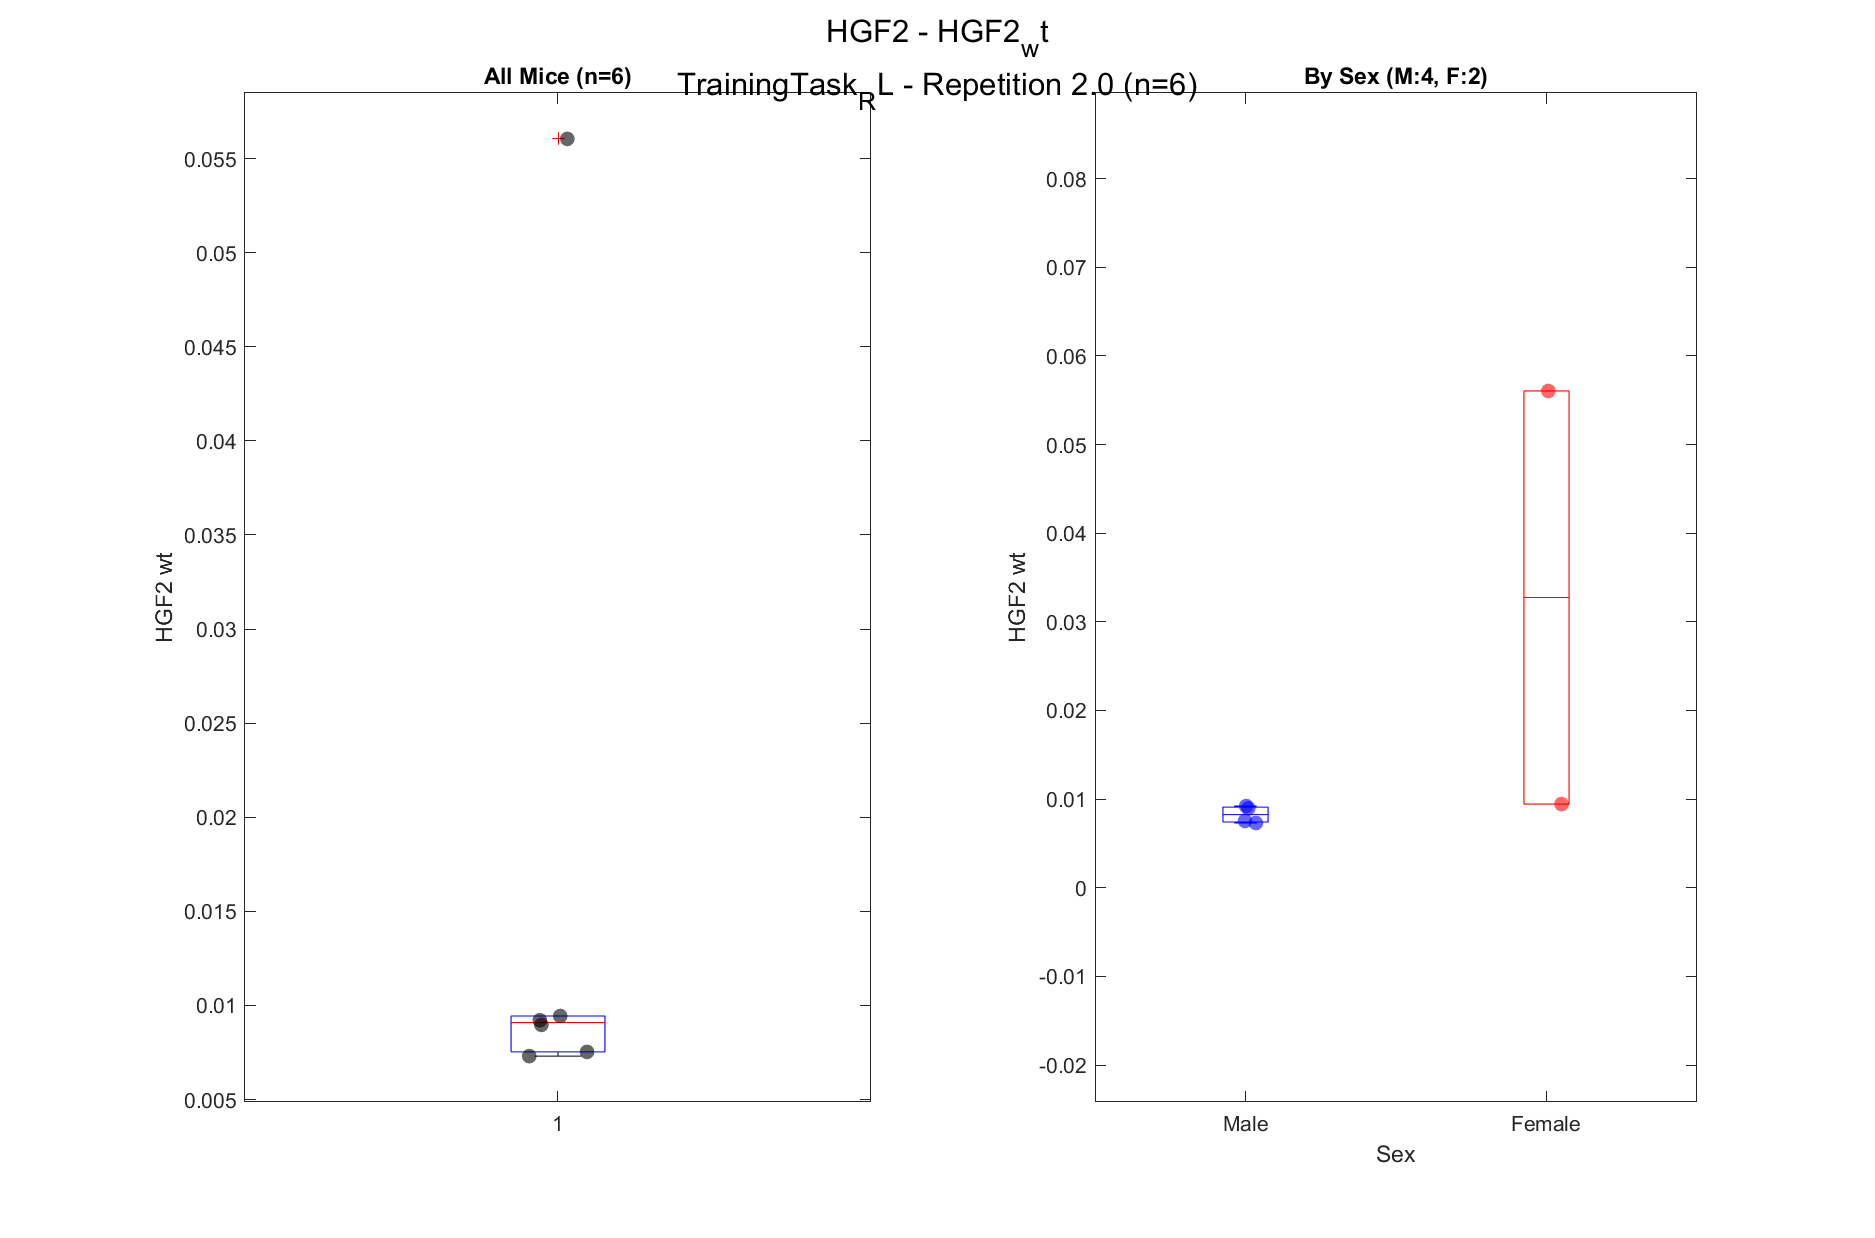 HGF2 - HGF2_wt
TrainingTask_RL - Repetition 2.0 (n=6)
All Mice (n=6)
0.055
0.05
0.045
0.04
0.035
0.03
0.025
0.02
0.015
0.01
0.005
HGF2 wt
1
By Sex (M:4, F:2)
0.08
0.07
0.06
0.05
0.04
0.03
0.02
0.01
0
-0.01
-0.02
HGF2 wt
Male Female
Sex